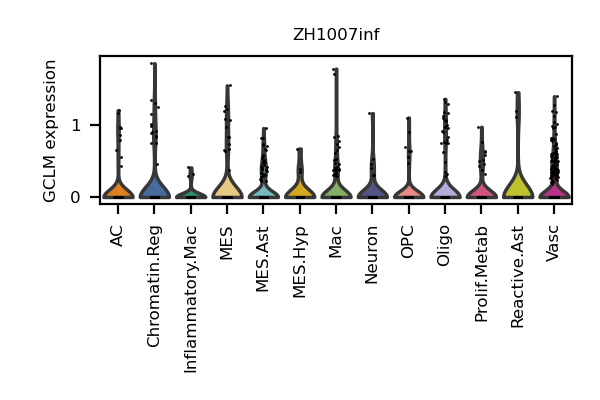 ZH1007inf
GCLM expression
1
0
AC
Chromatin.Reg
Inflammatory.Mac
MES
MES.Ast
MES.Hyp
Mac
Neuron
OPC
Oligo
Prolif.Metab
Reactive.Ast
Vasc